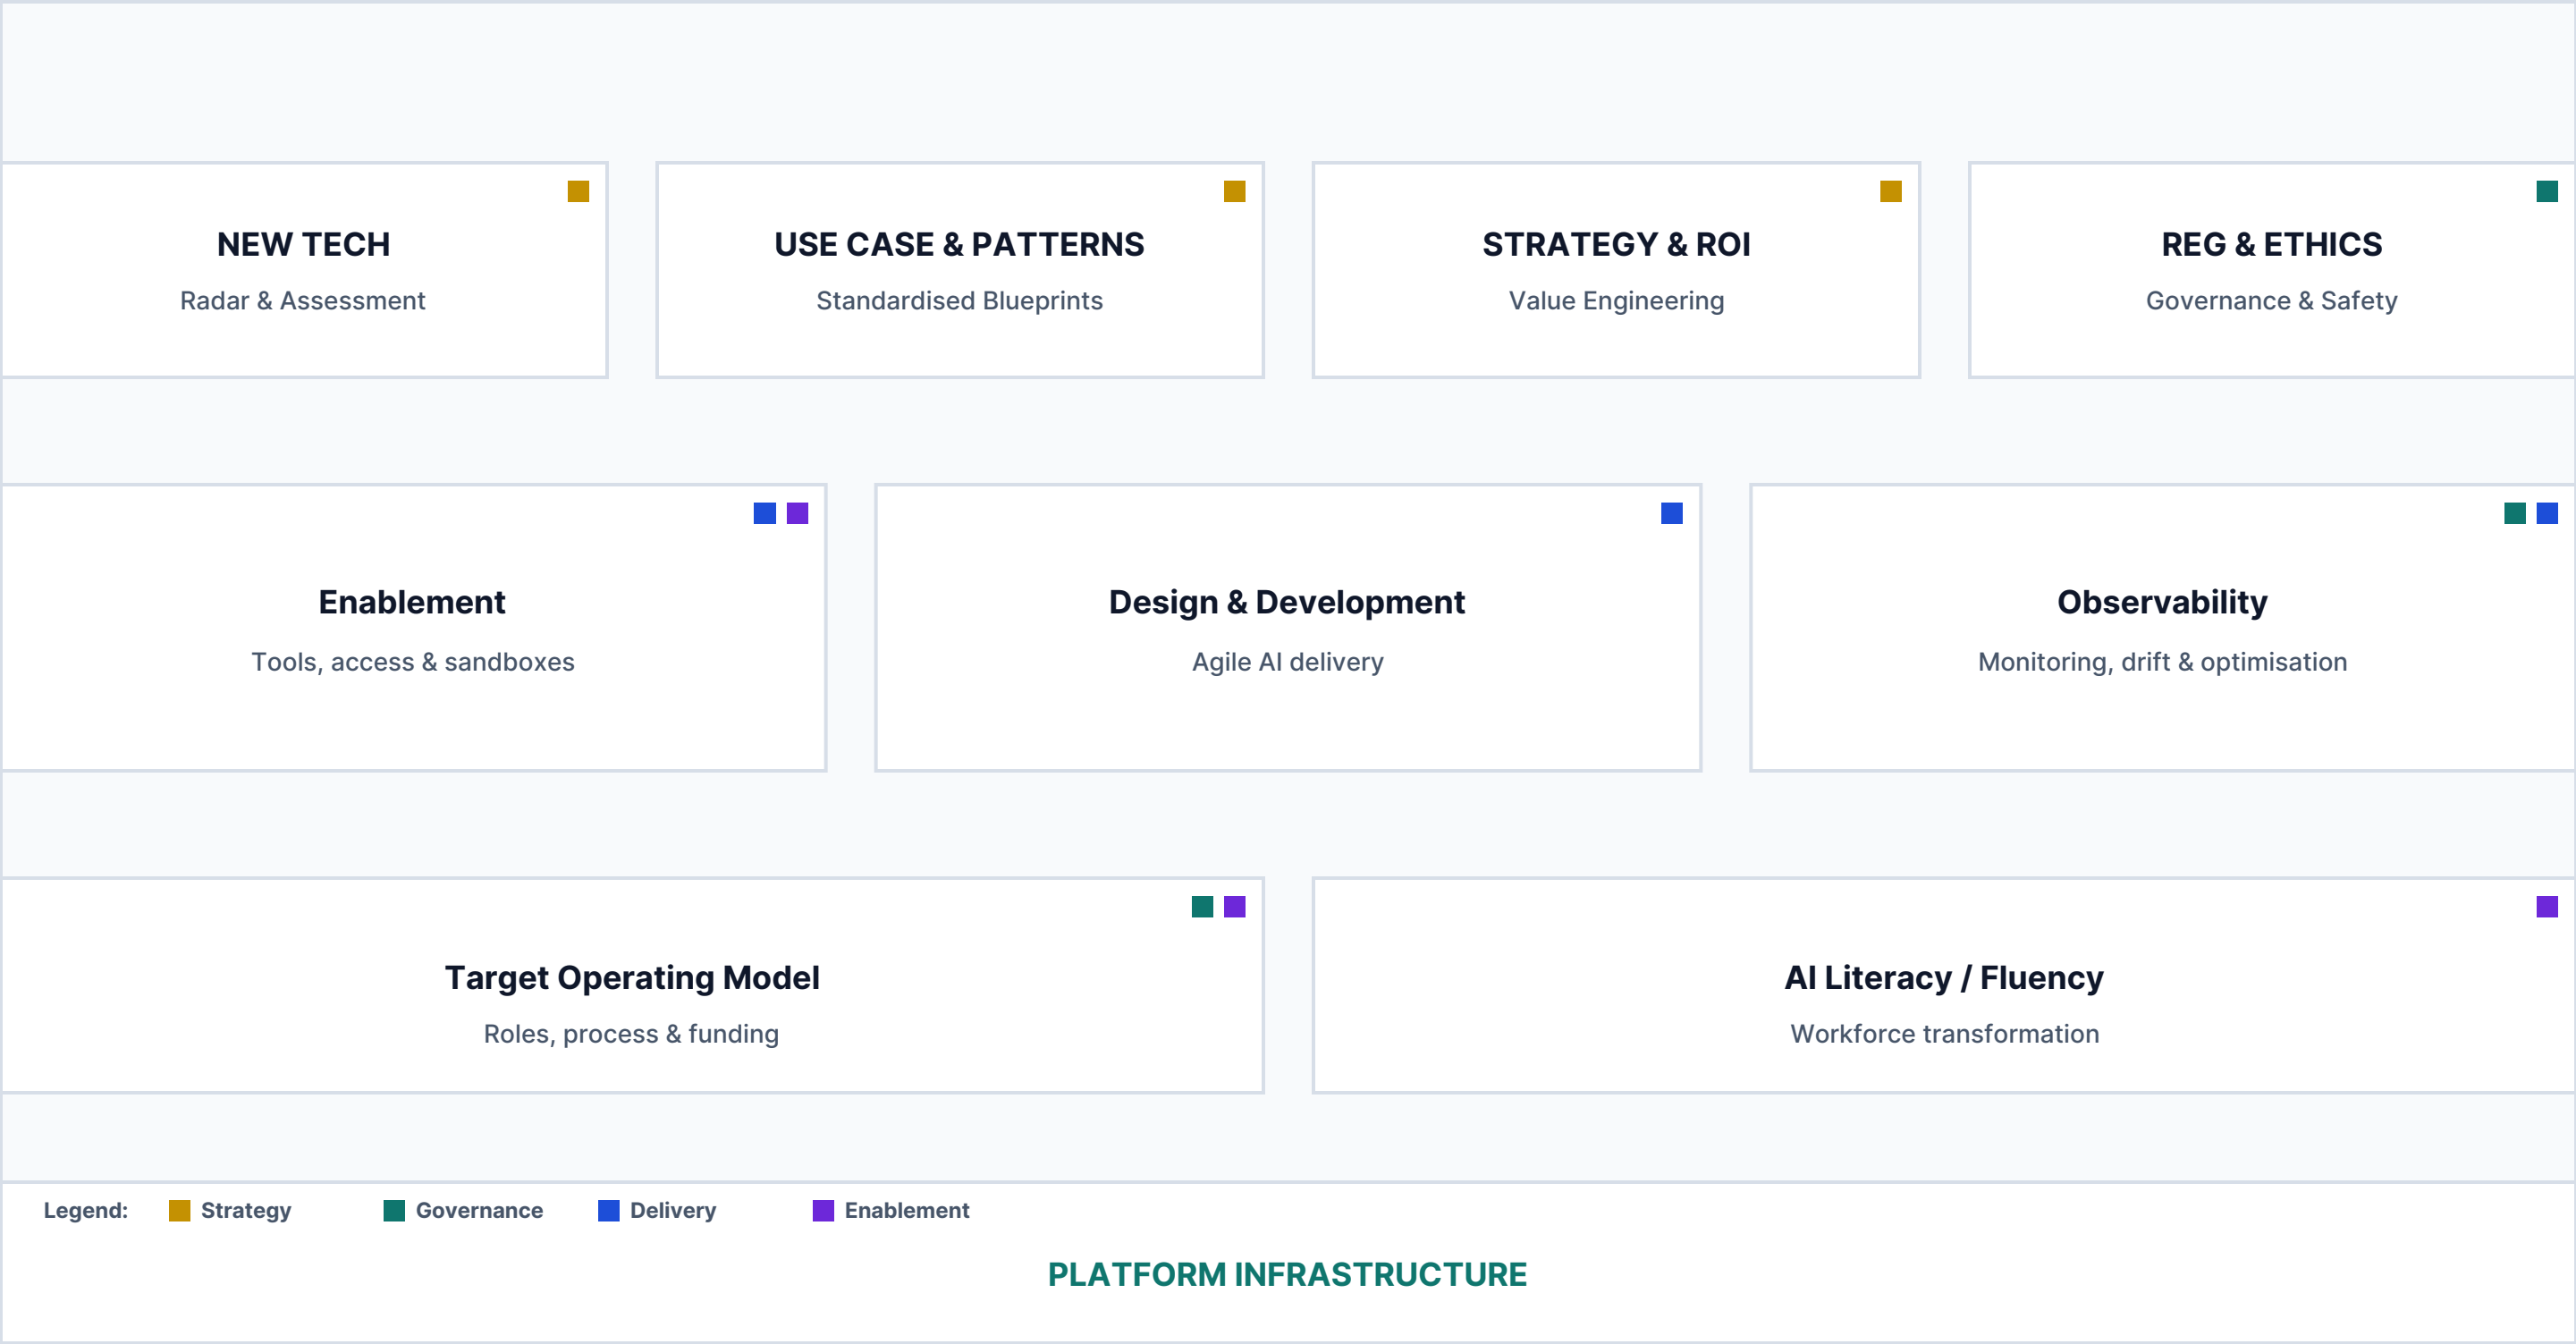 NEW TECH
Radar & Assessment
USE CASE & PATTERNS
Standardised Blueprints
STRATEGY & ROI
Value Engineering
REG & ETHICS
Governance & Safety
Enablement
Tools, access & sandboxes
Design & Development
Agile AI delivery
Observability
Monitoring, drift & optimisation
Target Operating Model
Roles, process & funding
AI Literacy / Fluency
Workforce transformation
Legend: Strategy Governance Delivery Enablement
PLATFORM INFRASTRUCTURE